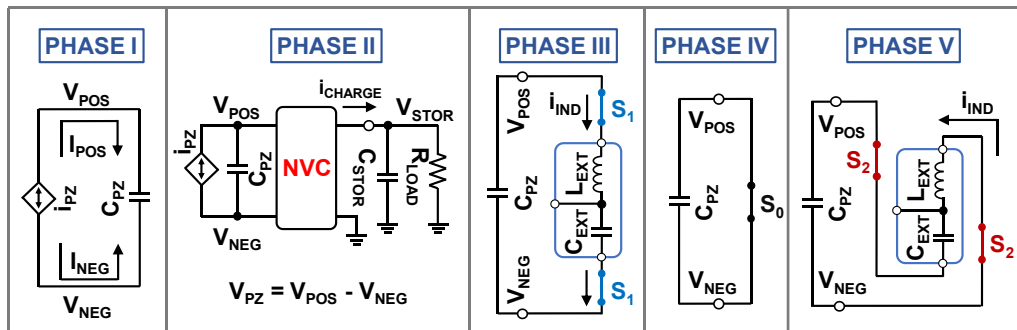 PHASE I
V_POS
I_POS
i_PZ
C_PZ
I_NEG
V_NEG
PHASE II
i_CHARGE
V_POS
V_STOR
i_PZ
C_PZ
NVC
C_STOR
R_LOAD
V_NEG
V_PZ = V_POS - V_NEG
PHASE III
V_POS
i_IND
S_1
C_PZ
L_EXT
C_EXT
V_NEG
S_1
PHASE IV
V_POS
C_PZ
S_0
V_NEG
PHASE V
i_IND
V_POS
S_2
C_PZ
L_EXT
C_EXT
S_2
V_NEG